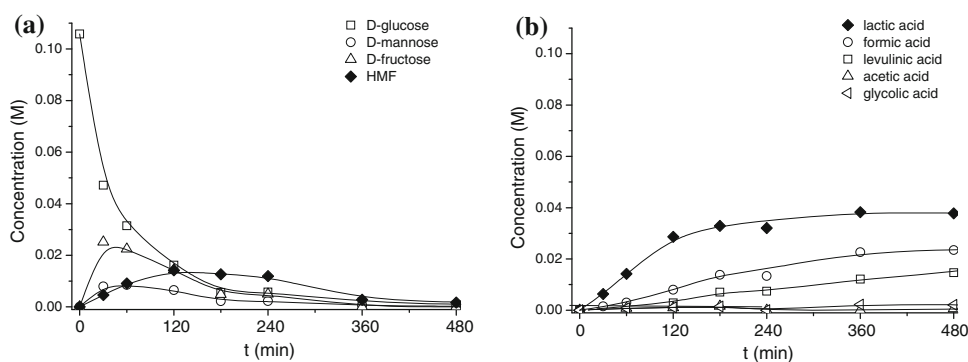 (a)
D-glucose
D-mannose
D-fructose
HMF
Concentration (M)
0.10
0.08
0.06
0.04
0.02
0.00
0 120 240 360 480
t (min)
(b)
lactic acid
formic acid
levulinic acid
acetic acid
glycolic acid
Concentration (M)
0.10
0.08
0.06
0.04
0.02
0.00
0 120 240 360 480
t (min)